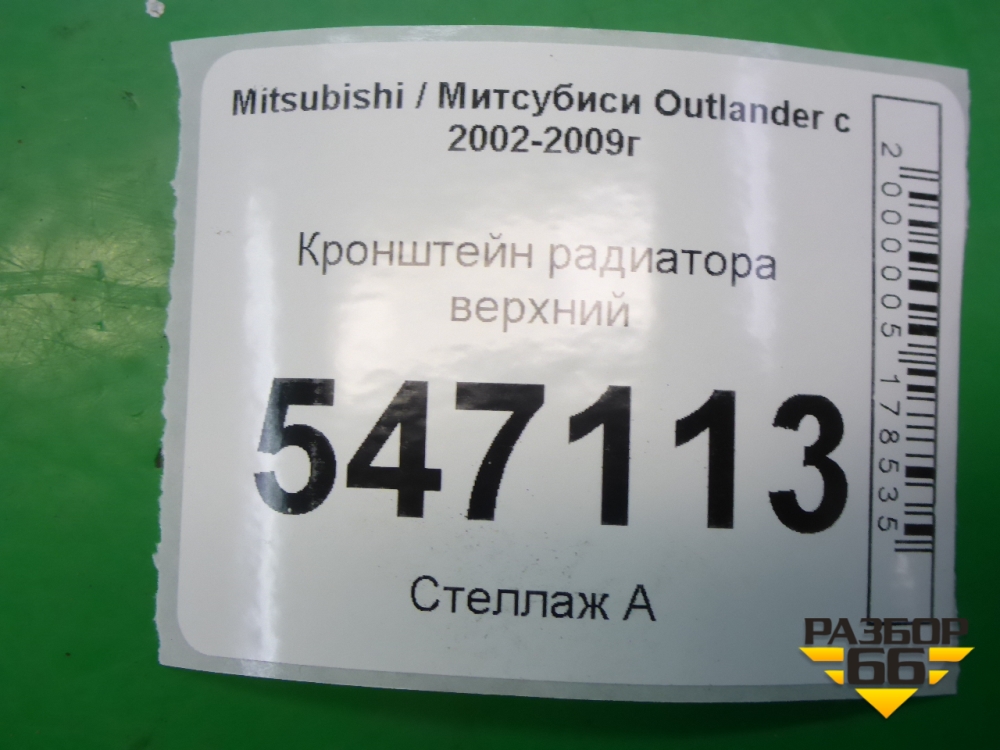 Mitsubishi / Митсубиси Outlander с
2002-2009г
Кронштейн радиатора
верхний
547113
Стеллаж А
2000005178535
РАЗБОР
66